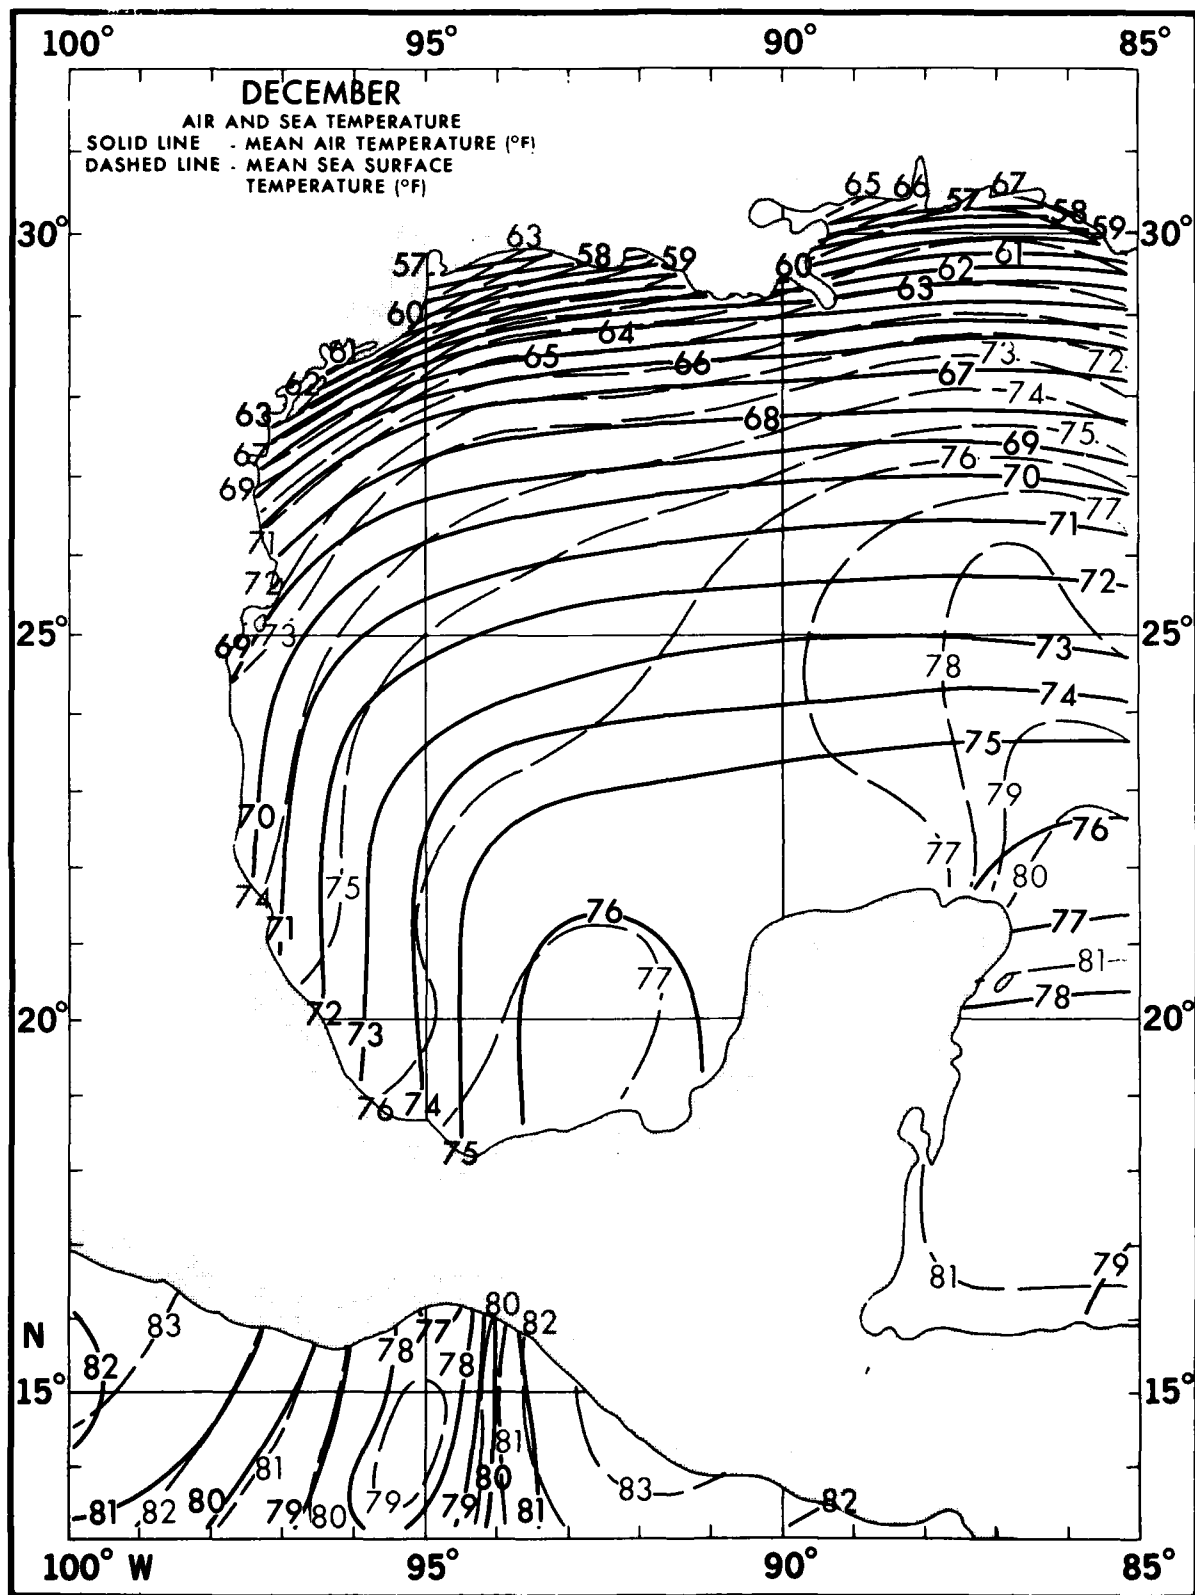 100° 95° 90° 85°
DECEMBER
AIR AND SEA TEMPERATURE
SOLID LINE - MEAN AIR TEMPERATURE (°F)
DASHED LINE - MEAN SEA SURFACE
TEMPERATURE (°F)
65 66 57 67 58 59
30° 63 30°
57 58 59 60 61
62
60 63
64
61 65 66 73 72
62 67
63 68 74
75
67 69
69 76 70
77
71 71
72 72
25° 73 25°
69 73
78
74
75
79
70 76
77
74 75 80
71 76 77
77 81
78
20° 72 73 20°
76 74
75
81 79
80
83 77 82
N 82 78 78
15° 15°
81
81 83
81 82 80 79 80 79 79 80 81 82
100° W 95° 90° 85°